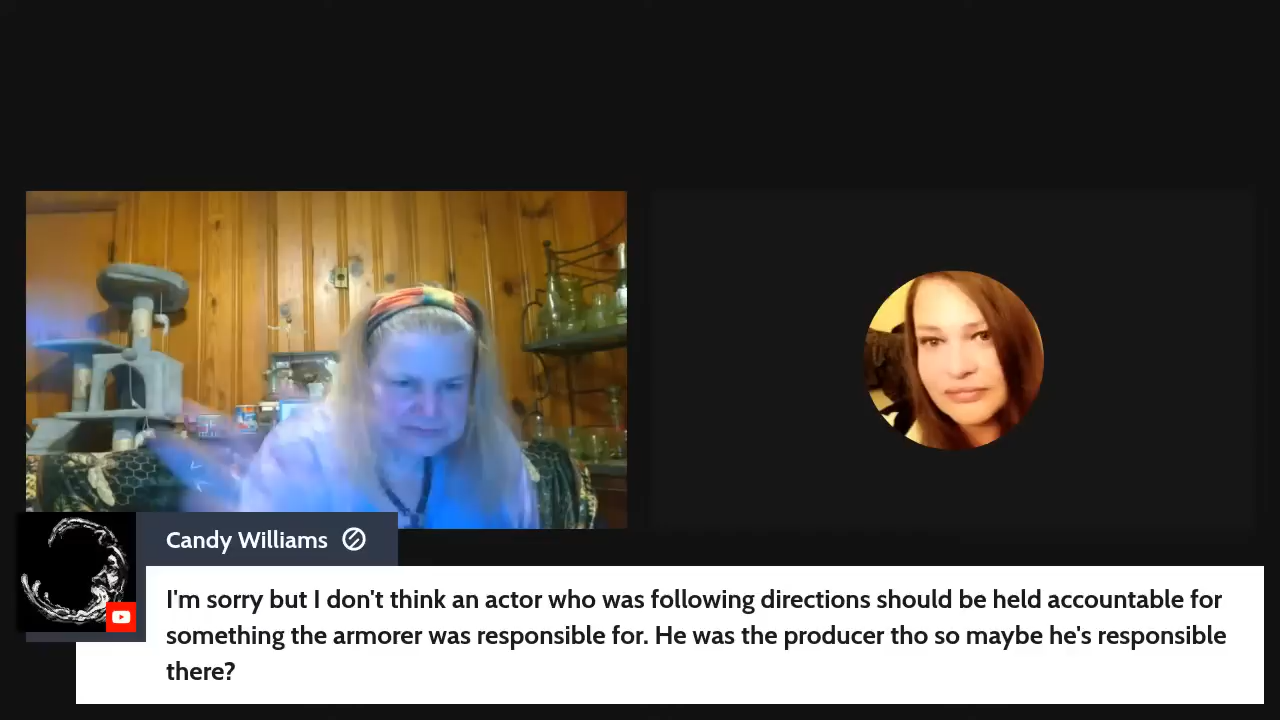 Candy Williams
I'm sorry but I don't think an actor who was following directions should be held accountable for
something the armorer was responsible for. He was the producer tho so maybe he's responsible
there?